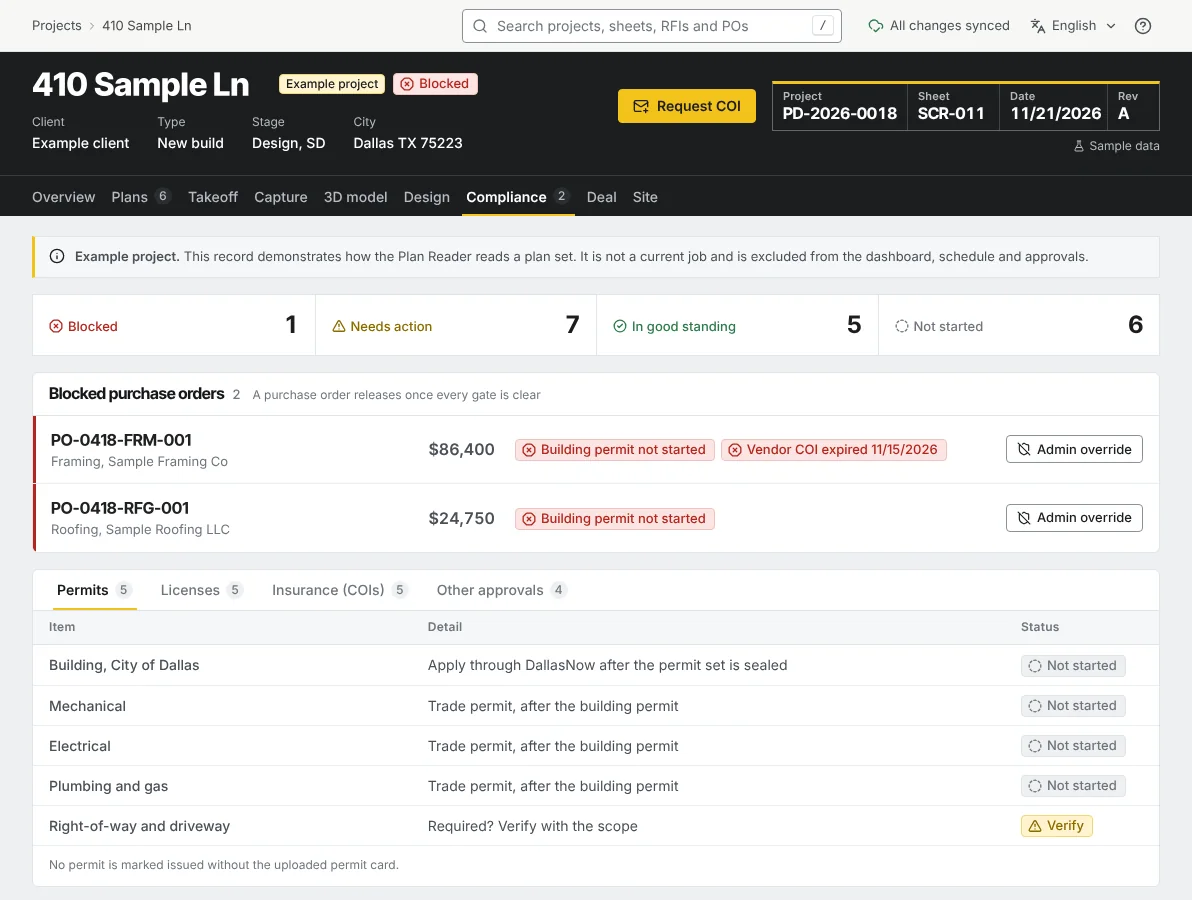 Projects > 410 Sample Ln
Search projects, sheets, RFIs and POs /
All changes synced
English
410 Sample Ln
Example project
Blocked
Client
Example client
Type
New build
Stage
Design, SD
City
Dallas TX 75223
Request COI
Project
PD-2026-0018
Sheet
SCR-011
Date
11/21/2026
Rev
A
Sample data
Overview Plans 6 Takeoff Capture 3D model Design Compliance 2 Deal Site
Example project. This record demonstrates how the Plan Reader reads a plan set. It is not a current job and is excluded from the dashboard, schedule and approvals.
Blocked 1
Needs action 7
In good standing 5
Not started 6
Blocked purchase orders 2 A purchase order releases once every gate is clear
PO-0418-FRM-001
Framing, Sample Framing Co
$86,400
Building permit not started
Vendor COI expired 11/15/2026
Admin override
PO-0418-RFG-001
Roofing, Sample Roofing LLC
$24,750
Building permit not started
Admin override
Permits 5 Licenses 5 Insurance (COIs) 5 Other approvals 4
Item Detail Status
Building, City of Dallas Apply through DallasNow after the permit set is sealed Not started
Mechanical Trade permit, after the building permit Not started
Electrical Trade permit, after the building permit Not started
Plumbing and gas Trade permit, after the building permit Not started
Right-of-way and driveway Required? Verify with the scope Verify
No permit is marked issued without the uploaded permit card.